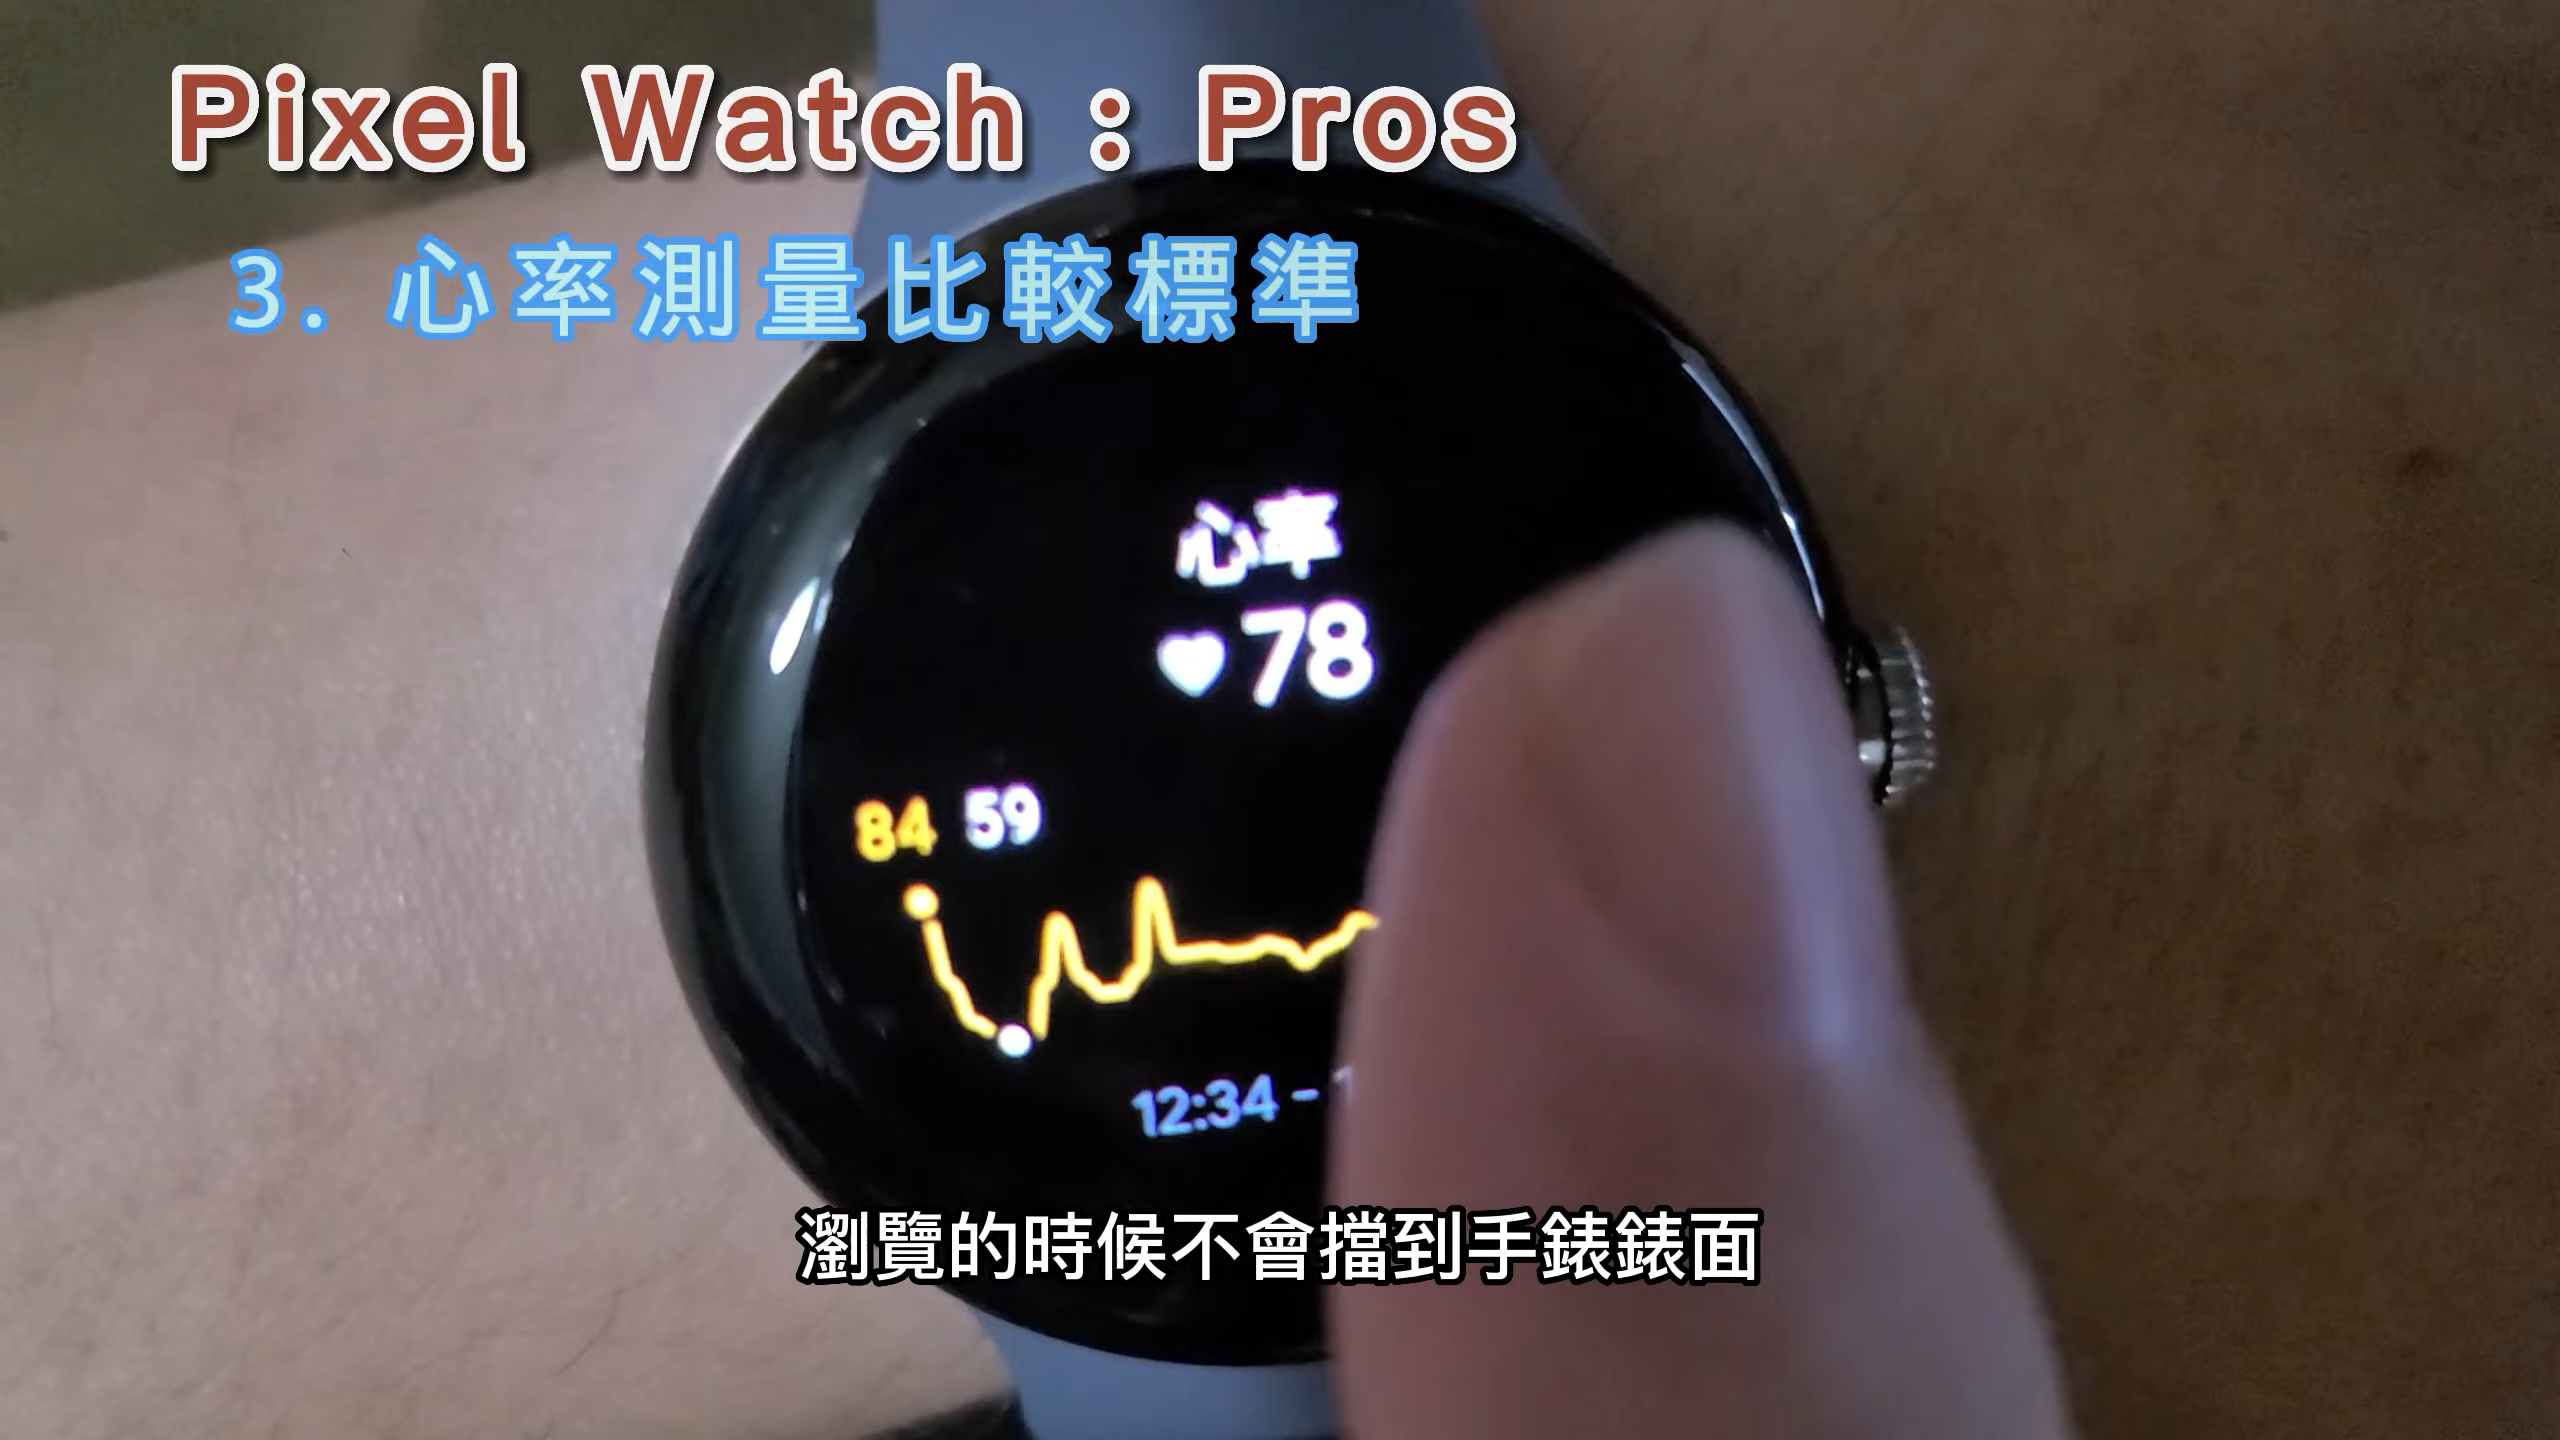 Pixel Watch : Pros
3. 心率測量比較標準
心率
78
84 59
12:34 -
瀏覽的時候不會擋到手錶錶面